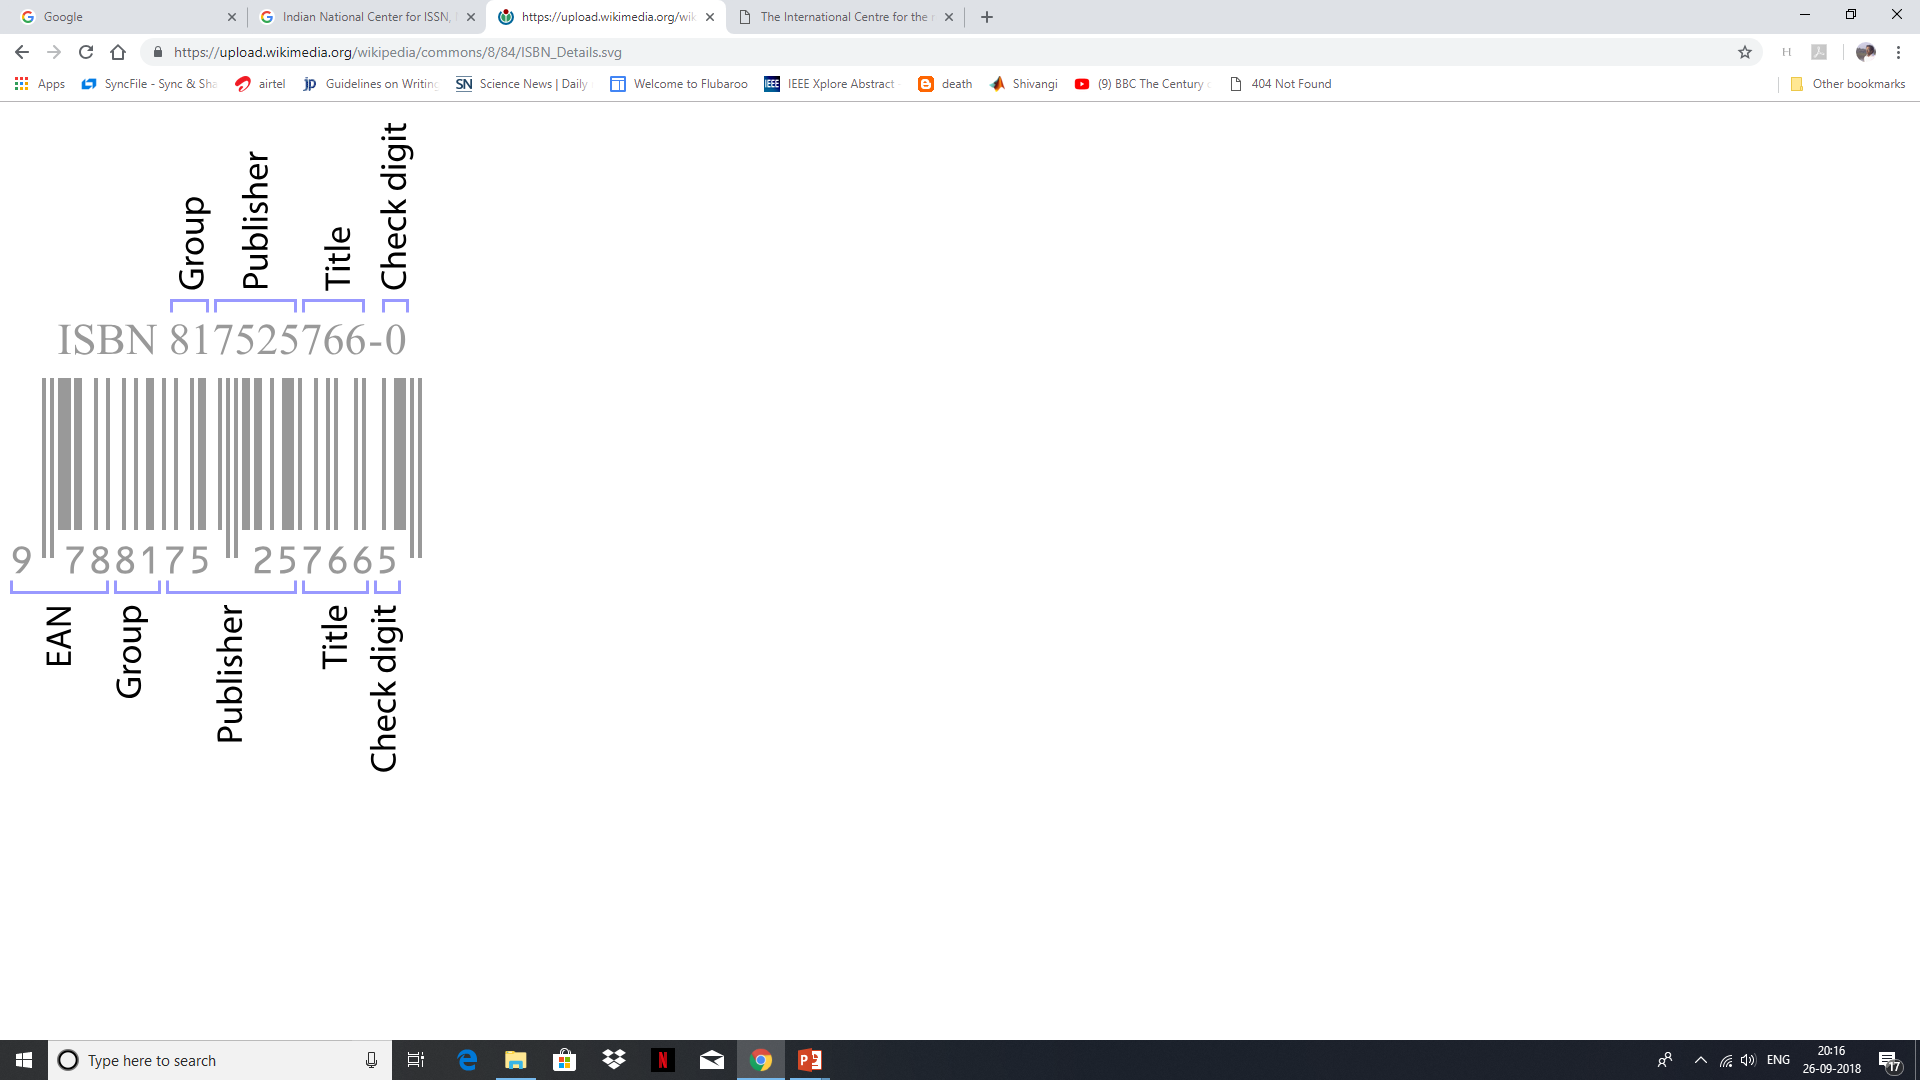 Google
Indian National Center for ISSN,
https://upload.wikimedia.org/wik
The International Centre for the r
https://upload.wikimedia.org/wikipedia/commons/8/84/ISBN_Details.svg
H
Apps
SyncFile - Sync & Sha
airtel
jp
Guidelines on Writing
SN
Science News | Daily
Welcome to Flubaroo
IEEE
IEEE Xplore Abstract
death
Shivangi
(9) BBC The Century
404 Not Found
Other bookmarks
Group
Publisher
Title
Check digit
ISBN 817525766-0
9 788175 257665
EAN
Group
Publisher
Title
Check digit
Type here to search
N
P
ENG
20:16
26-09-2018
17